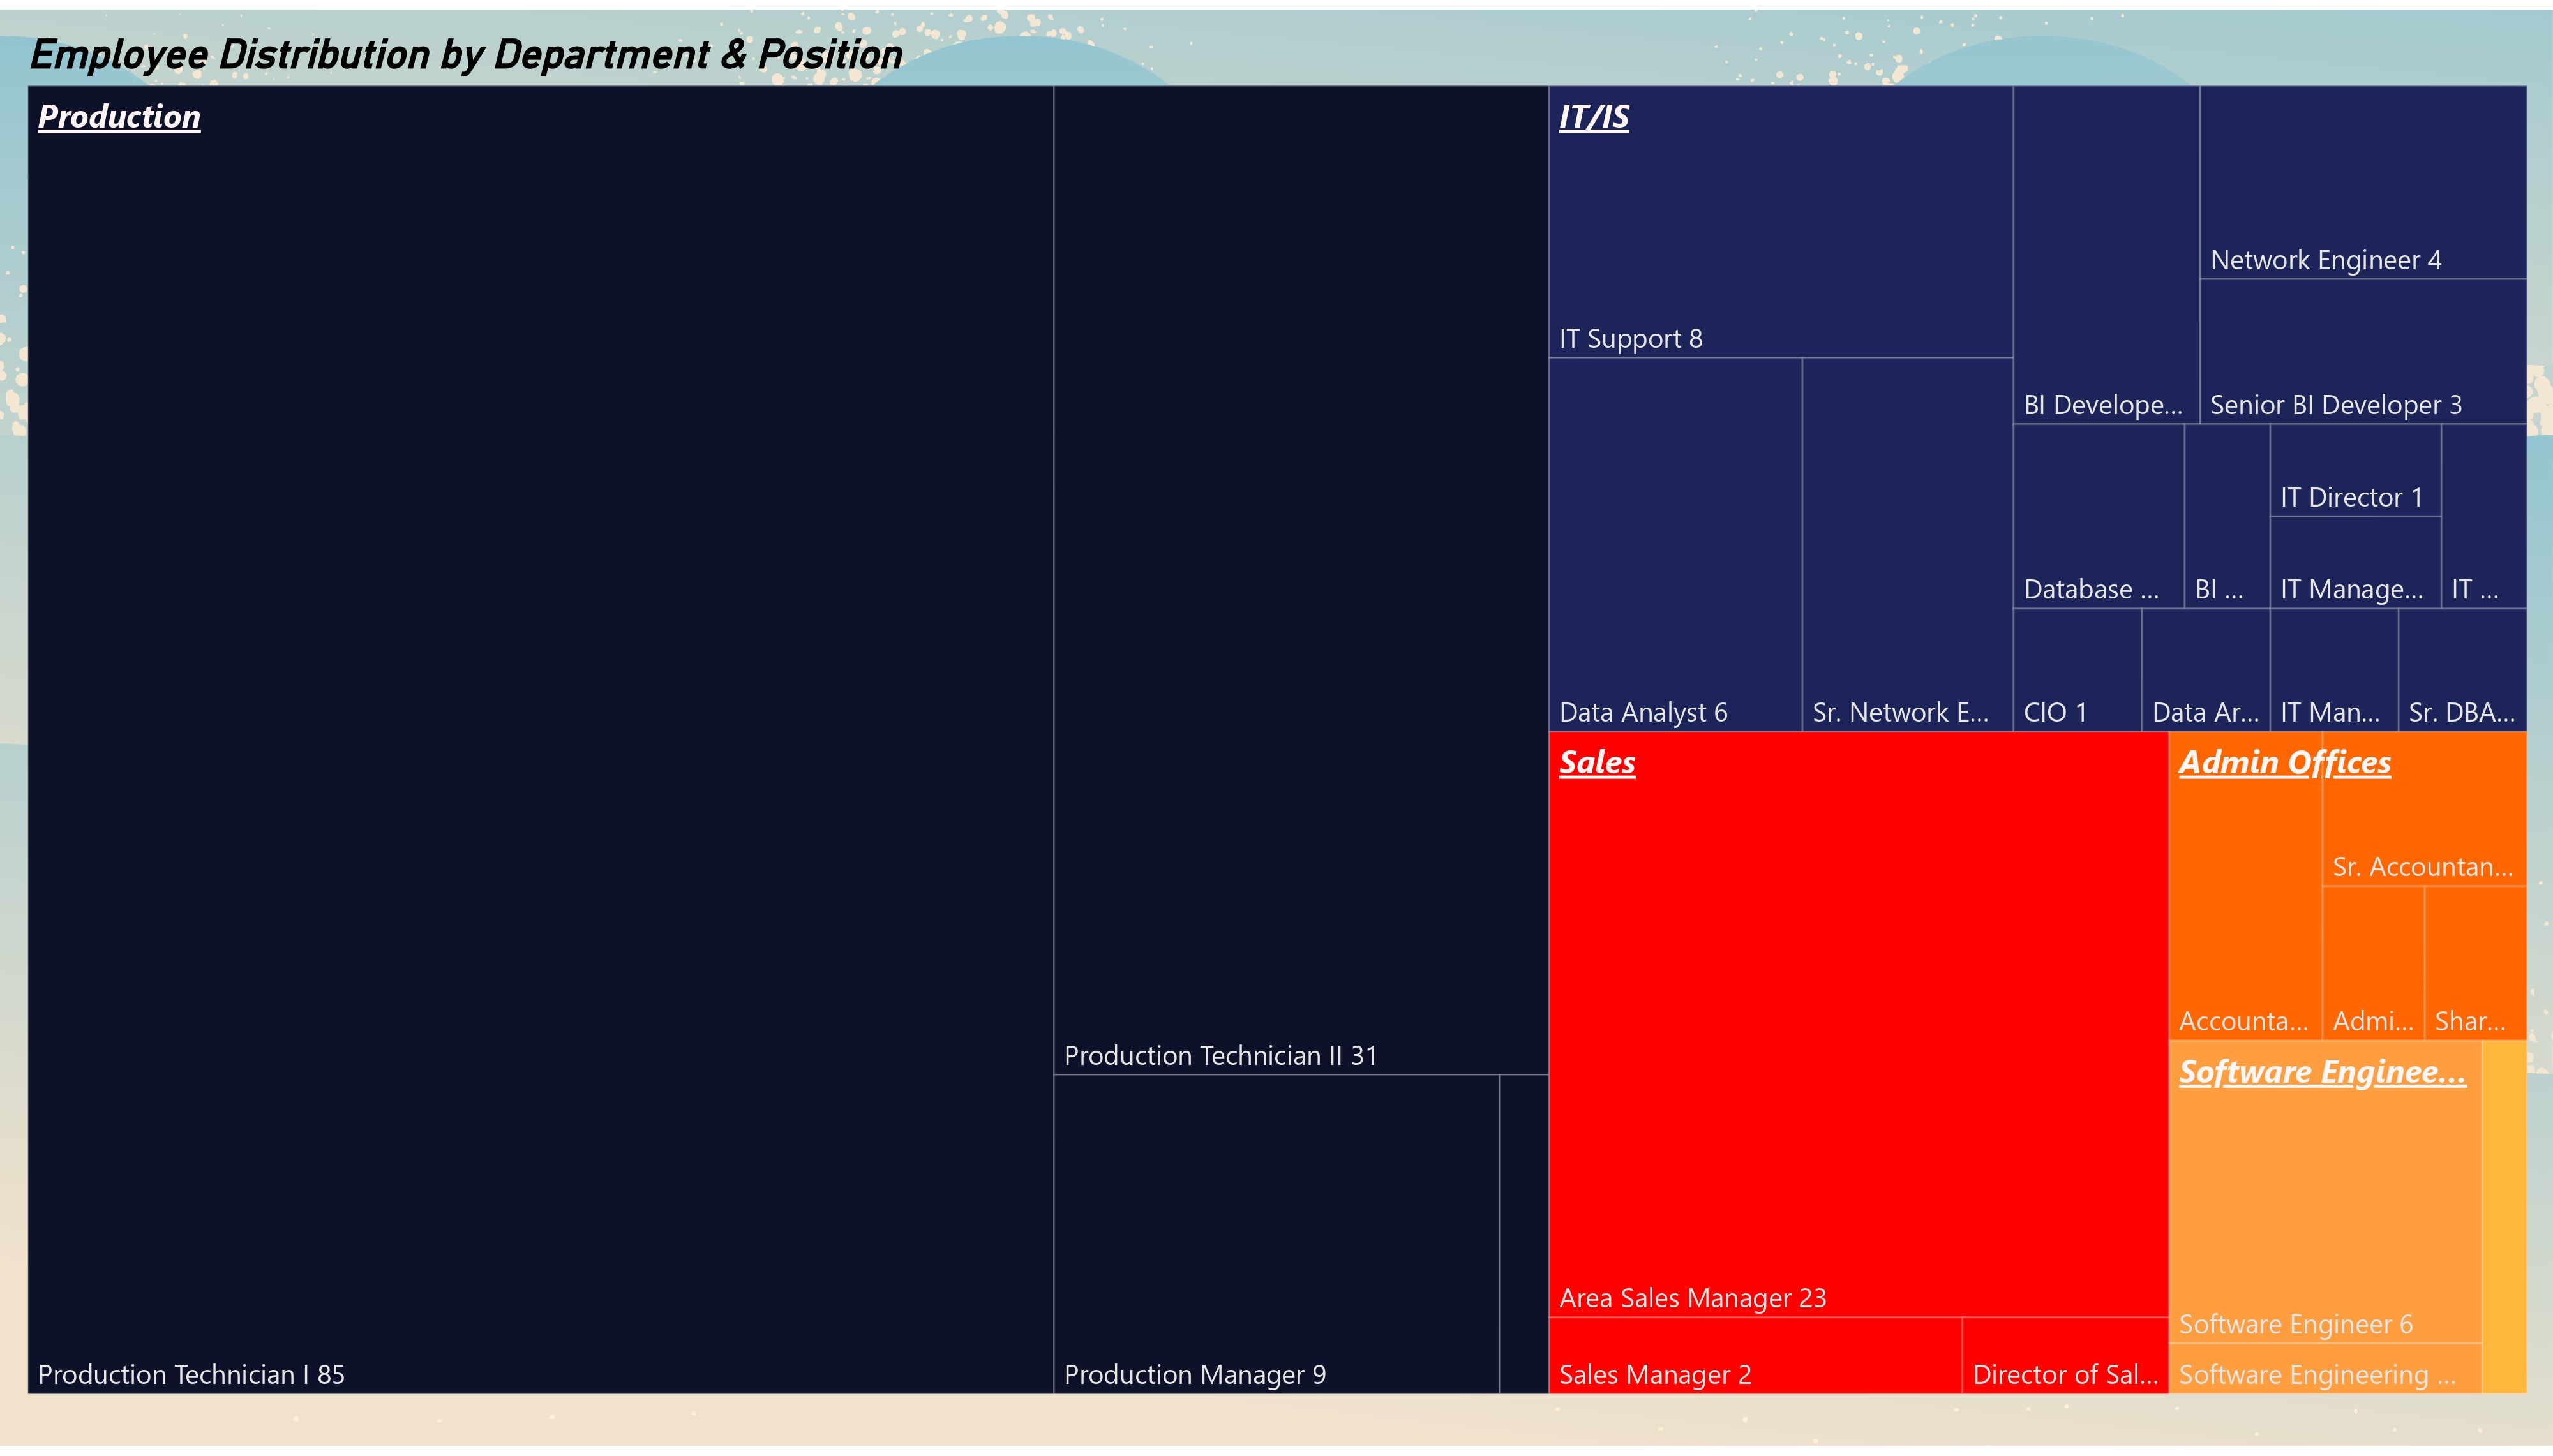 Employee Distribution by Department & Position
Production
Production Technician I 85
Production Technician II 31
Production Manager 9
IT/IS
IT Support 8
Data Analyst 6
Sr. Network E...
BI Develope...
Network Engineer 4
Senior BI Developer 3
Database ...
BI ...
IT Director 1
IT Manage...
IT ...
CIO 1
Data Ar...
IT Man...
Sr. DBA...
Sales
Area Sales Manager 23
Sales Manager 2
Director of Sal...
Admin Offices
Accounta...
Sr. Accountan...
Admi...
Shar...
Software Enginee...
Software Engineer 6
Software Engineering ...